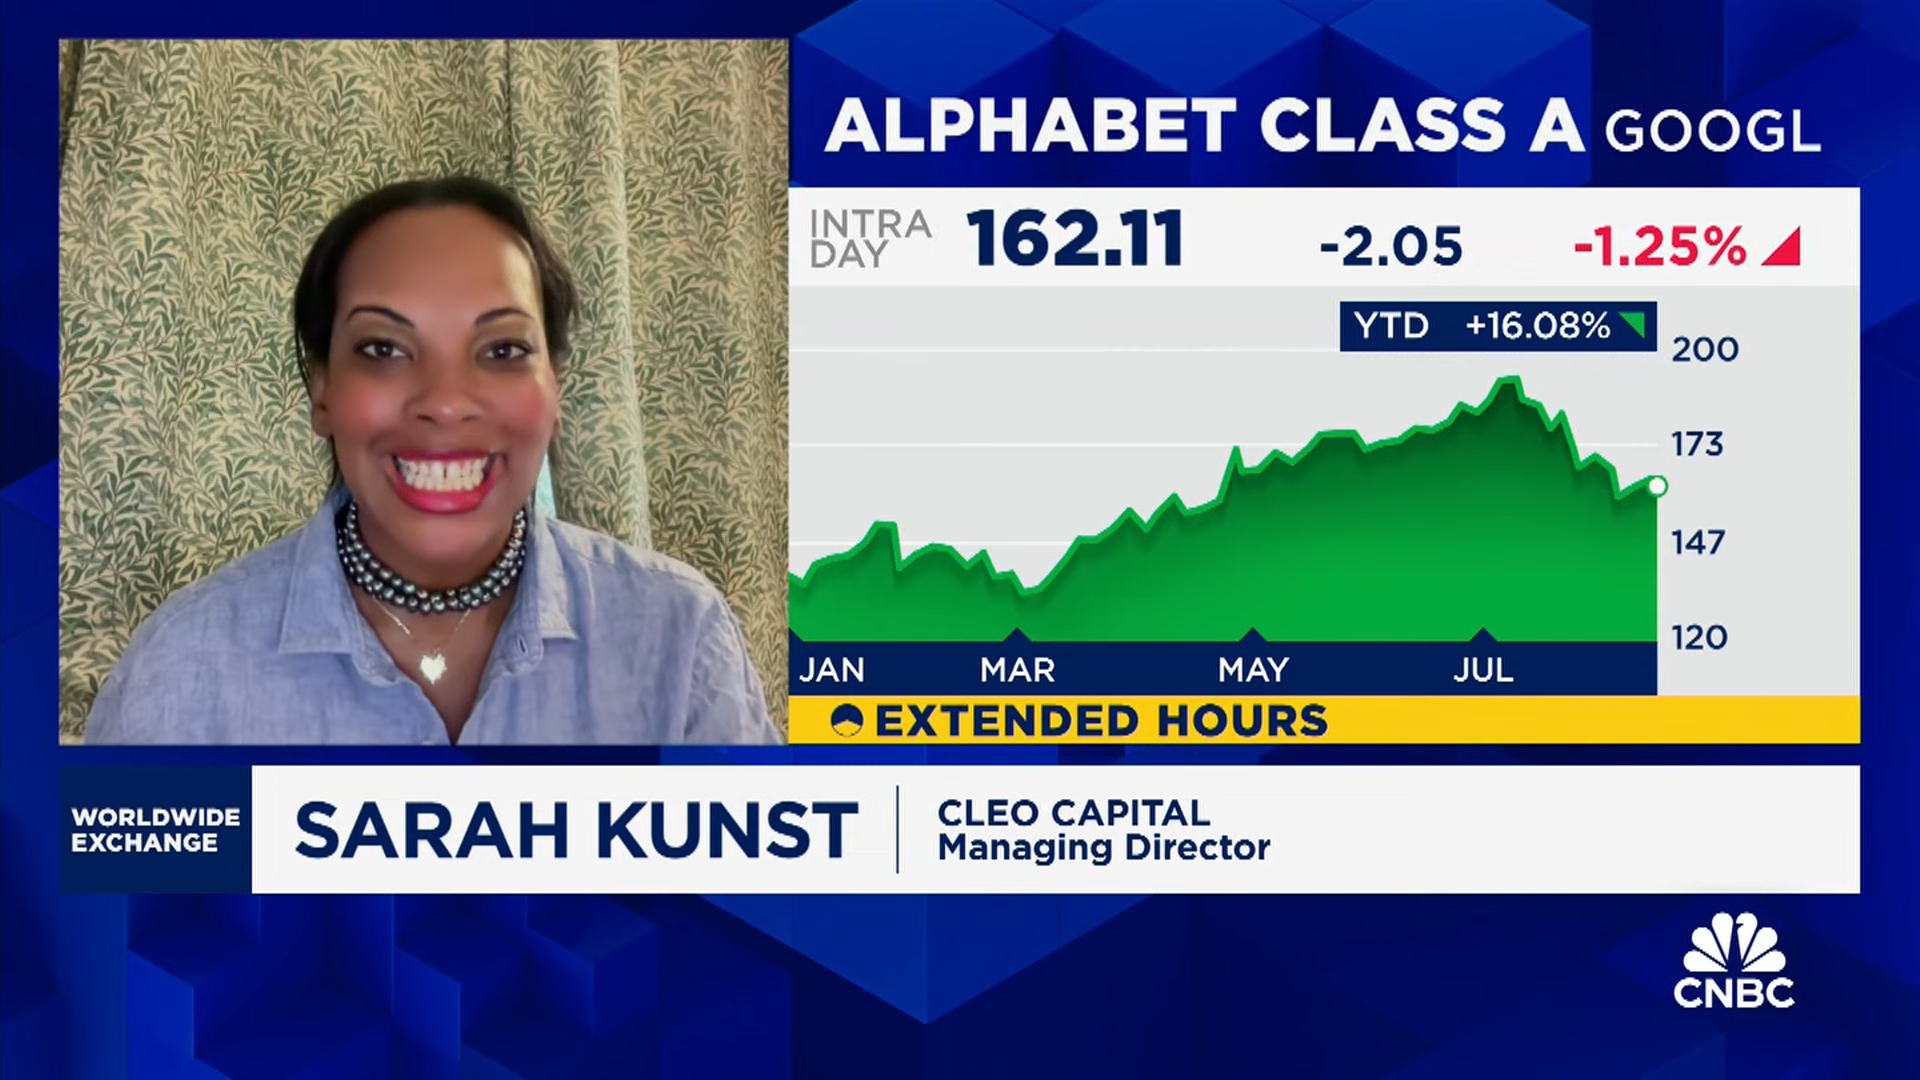 ALPHABET CLASS A GOOGL
INTRA
DAY
162.11 -2.05 -1.25%
YTD +16.08%
200
173
147
120
JAN MAR MAY JUL
EXTENDED HOURS
WORLDWIDE
EXCHANGE
SARAH KUNST
CLEO CAPITAL
Managing Director
CNBC